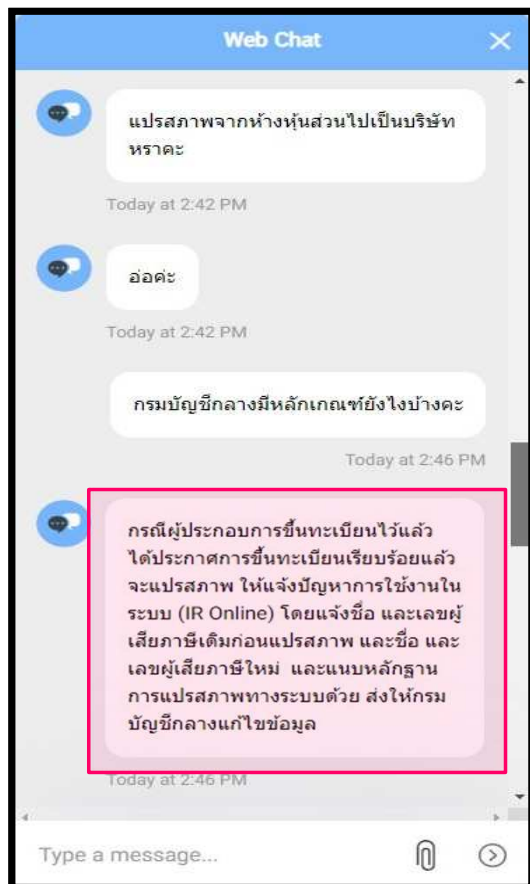 Web Chat
แปรสภาพจากห้างหุ้นส่วนไปเป็นบริษัท
หราคะ
Today at 2:42 PM
อ่อค่ะ
Today at 2:42 PM
กรมบัญชีกลางมีหลักเกณฑ์ยังไงบ้างคะ
Today at 2:46 PM
กรณีผู้ประกอบการขึ้นทะเบียนไว้แล้ว
ได้ประกาศการขึ้นทะเบียนเรียบร้อยแล้ว
จะแปรสภาพ ให้แจ้งปัญหาการใช้งานใน
ระบบ (IR Online) โดยแจ้งชื่อ และเลขผู้
เสียภาษีเดิมก่อนแปรสภาพ และชื่อ และ
เลขผู้เสียภาษีใหม่ และแนบหลักฐาน
การแปรสภาพทางระบบด้วย ส่งให้กรม
บัญชีกลางแก้ไขข้อมูล
Today at 2:46 PM
Type a message...